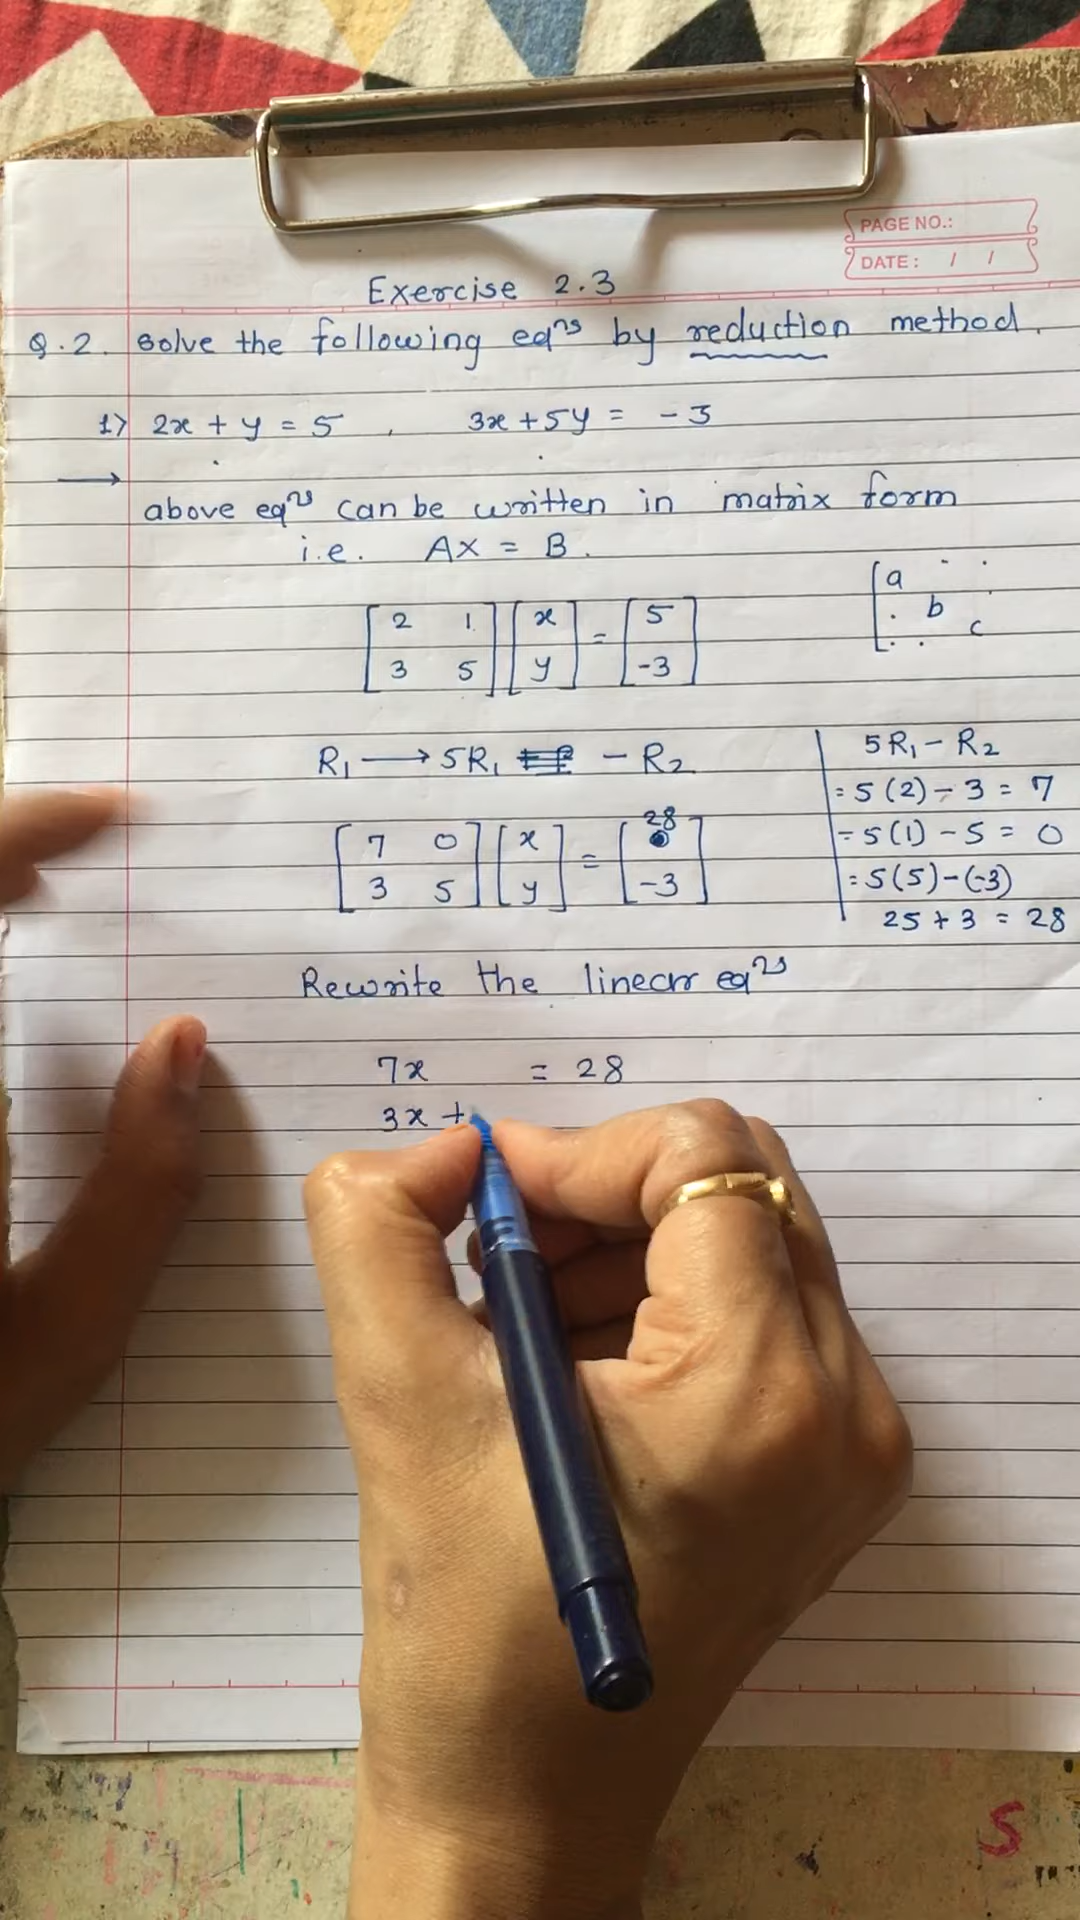 PAGE NO.:
DATE: / /
Exercise 2.3
Q.2. Solve the following eqⁿˢ by reduction method.
1) 2x + y = 5 , 3x + 5y = -3
→
above eqⁿˢ can be written in matrix form
i.e. AX = B.
[a . .
. b
. . c
[2 1
3 5] [x
y] = [5
-3]
R₁ → 5R₁ - R₂
5R₁ - R₂
= 5(2) - 3 = 7
= 5(1) - 5 = 0
= 5(5) - (-3)
25 + 3 = 28
[7 0
3 5] [x
y] = [28
-3]
Rewrite the linear eqⁿˢ
7x = 28
3x +
S